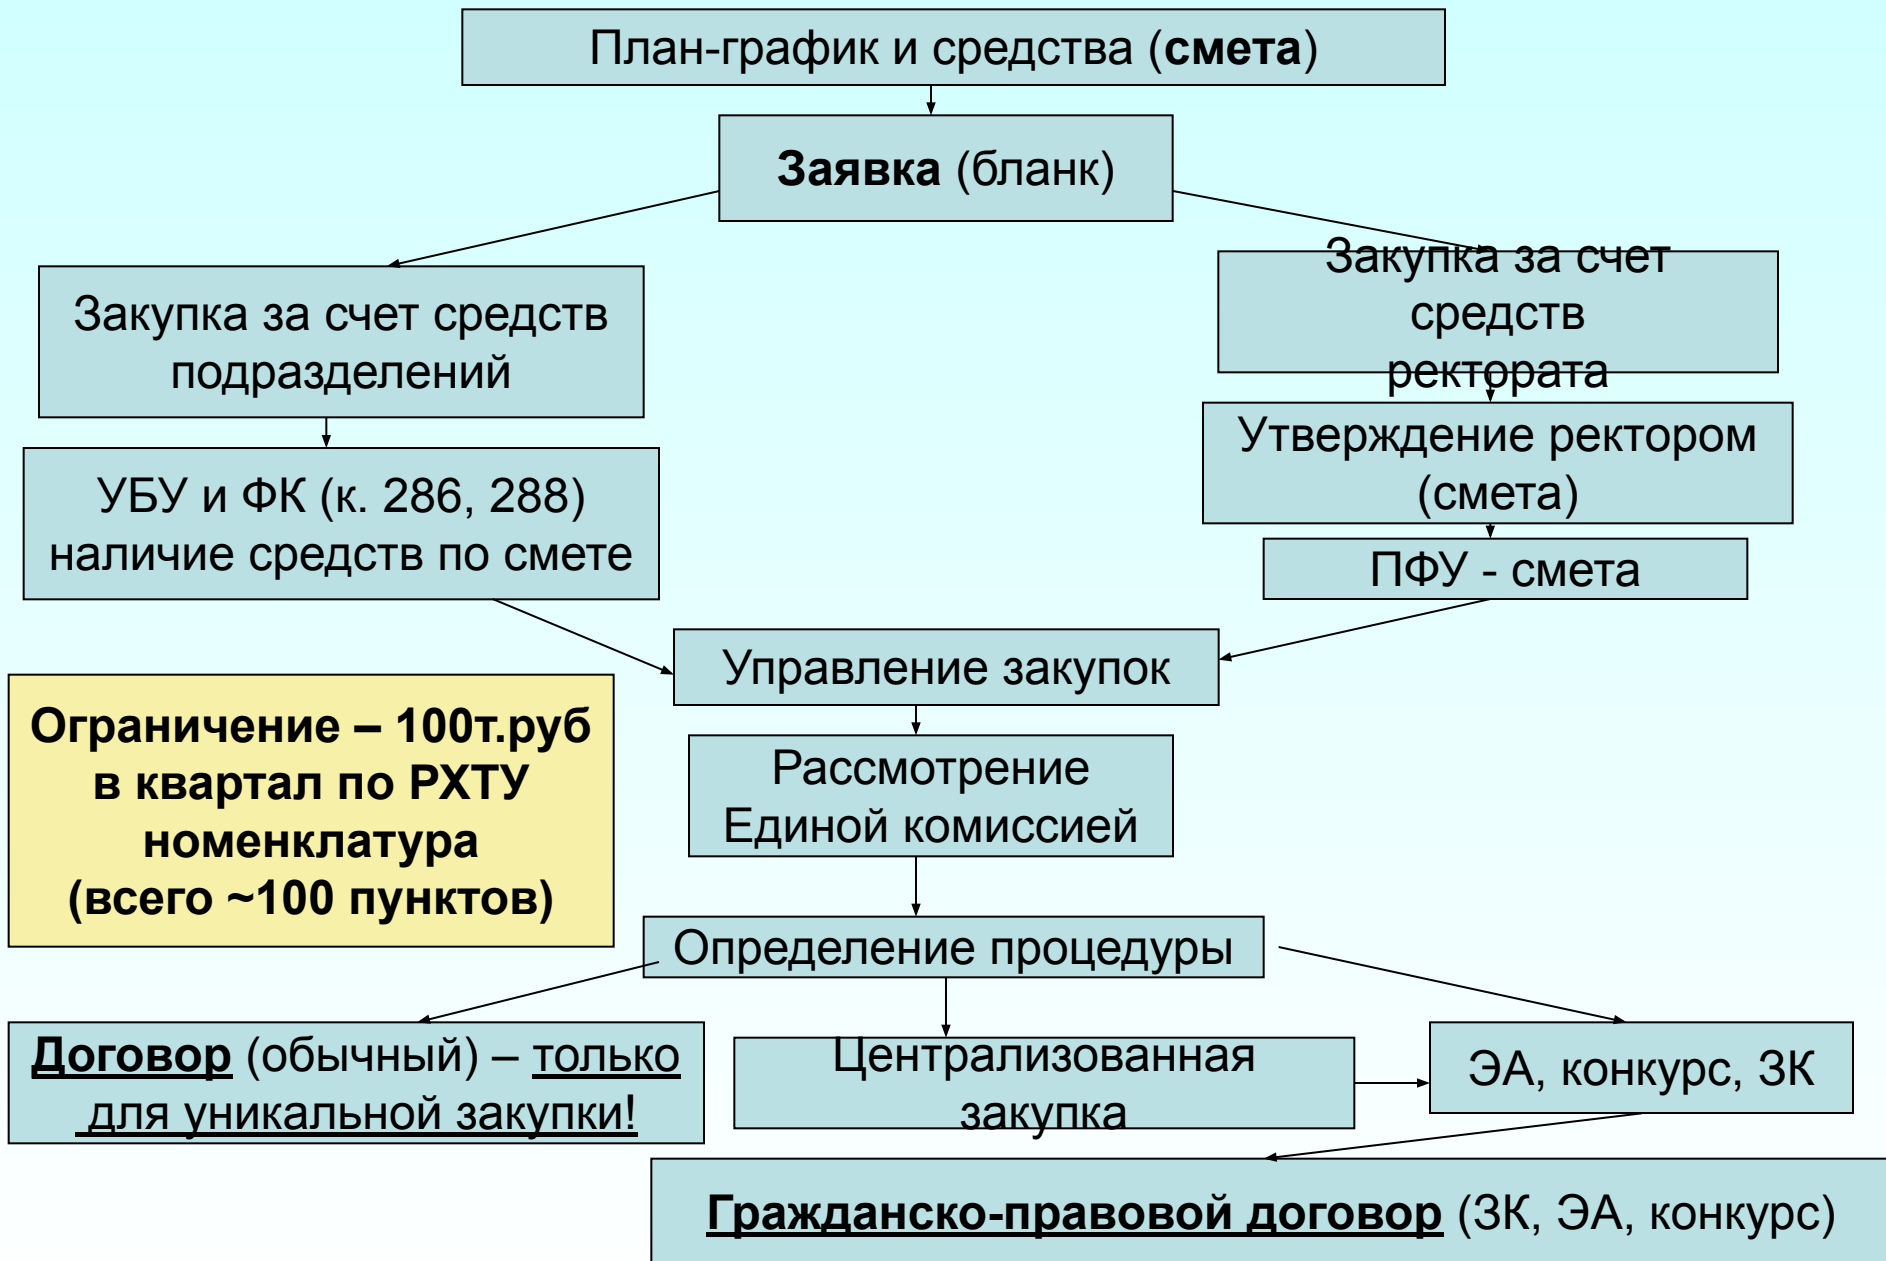 План-график и средства (смета)
Заявка (бланк)
Закупка за счет средств
подразделений
Закупка за счет
средств
ректората
УБУ и ФК (к. 286, 288)
наличие средств по смете
Утверждение ректором
(смета)
ПФУ - смета
Управление закупок
Ограничение – 100т.руб
в квартал по РХТУ
номенклатура
(всего ~100 пунктов)
Рассмотрение
Единой комиссией
Определение процедуры
Договор (обычный) – только
для уникальной закупки!
Централизованная
закупка
ЭА, конкурс, ЗК
Гражданско-правовой договор (ЗК, ЭА, конкурс)